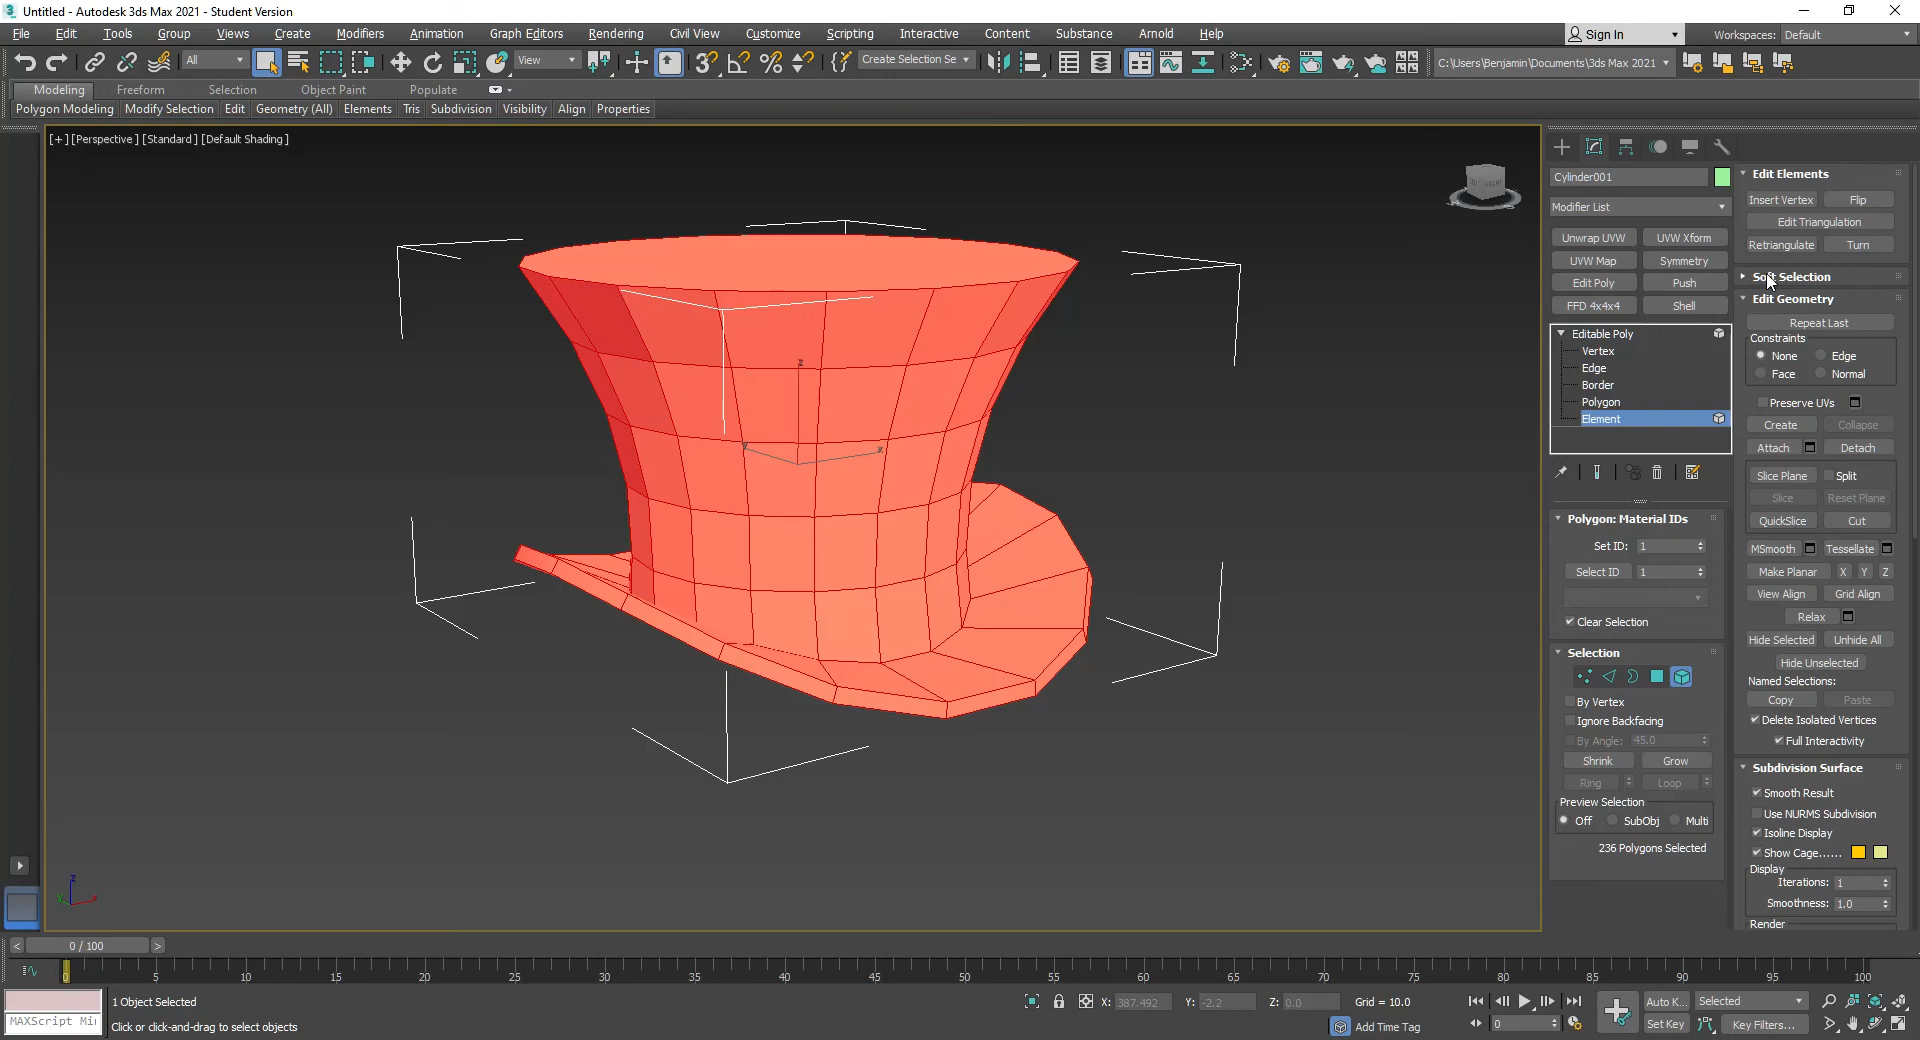 Untitled - Autodesk 3ds Max 2021 - Student Version
File Edit Tools Group Views Create Modifiers Animation Graph Editors Rendering Civil View Customize Scripting Interactive Content Substance Arnold Help Sign In Workspaces: Default
All View Create Selection Se C:\Users\Benjamin\Documents\3ds Max 2021
Modeling Freeform Selection Object Paint Populate
Polygon Modeling Modify Selection Edit Geometry (All) Elements Tris Subdivision Visibility Align Properties
[+] [Perspective] [Standard] [Default Shading]
Cylinder001
Modifier List
Unwrap UVW UVW Xform
UVW Map Symmetry
Edit Poly Push
FFD 4x4x4 Shell
Editable Poly
Vertex
Edge
Border
Polygon
Element
Polygon: Material IDs
Set ID: 1
Select ID 1
Clear Selection
Selection
By Vertex
Ignore Backfacing
By Angle: 45.0
Shrink Grow
Ring Loop
Preview Selection
Off SubObj Multi
236 Polygons Selected
Edit Elements
Insert Vertex Flip
Edit Triangulation
Retriangulate Turn
Soft Selection
Edit Geometry
Repeat Last
Constraints
None Edge
Face Normal
Preserve UVs
Create Collapse
Attach Detach
Slice Plane Split
Slice Reset Plane
QuickSlice Cut
MSmooth Tessellate
Make Planar X Y Z
View Align Grid Align
Relax
Hide Selected Unhide All
Hide Unselected
Named Selections:
Copy Paste
Delete Isolated Vertices
Full Interactivity
Subdivision Surface
Smooth Result
Use NURMS Subdivision
Isoline Display
Show Cage......
Display
Iterations: 1
Smoothness: 1.0
Render
z
y x
z
y x
< 0 / 100 >
0 5 10 15 20 25 30 35 40 45 50 55 60 65 70 75 80 85 90 95 100
1 Object Selected X: 387.492 Y: -2.2 Z: 0.0 Grid = 10.0 Auto K... Selected
MAXScript Mi Click or click-and-drag to select objects Add Time Tag 0 Set Key Key Filters...